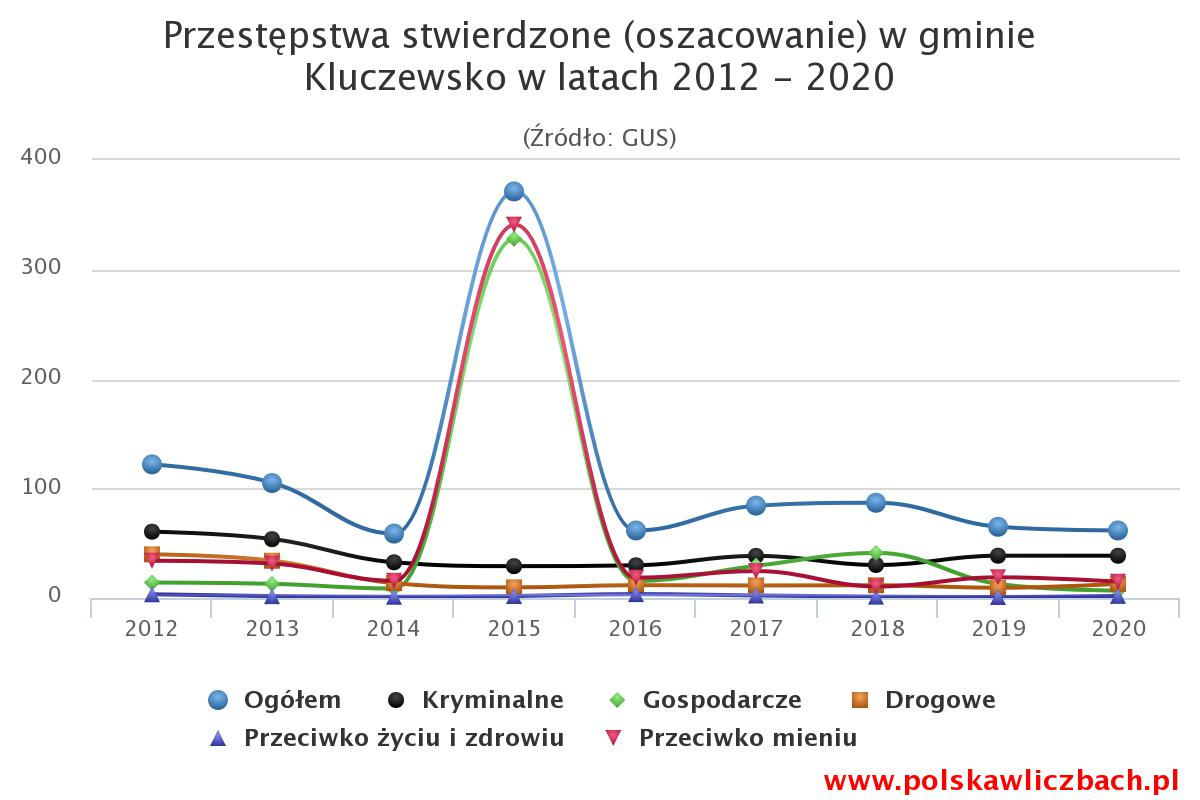 Przestępstwa stwierdzone (oszacowanie) w gminie
Kluczewsko w latach 2012 – 2020
(Źródło: GUS)
400
300
200
100
0
2012 2013 2014 2015 2016 2017 2018 2019 2020
Ogółem Kryminalne Gospodarcze Drogowe
Przeciwko życiu i zdrowiu Przeciwko mieniu
www.polskawliczbach.pl